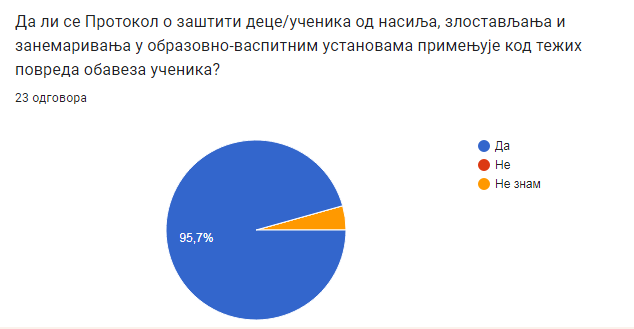 Да ли се Протокол о заштити деце/ученика од насиља, злостављања и
занемаривања у образовно-васпитним установама примењује код тежих
повреда обавеза ученика?
23 одговора
Да
Не
Не знам
95,7%